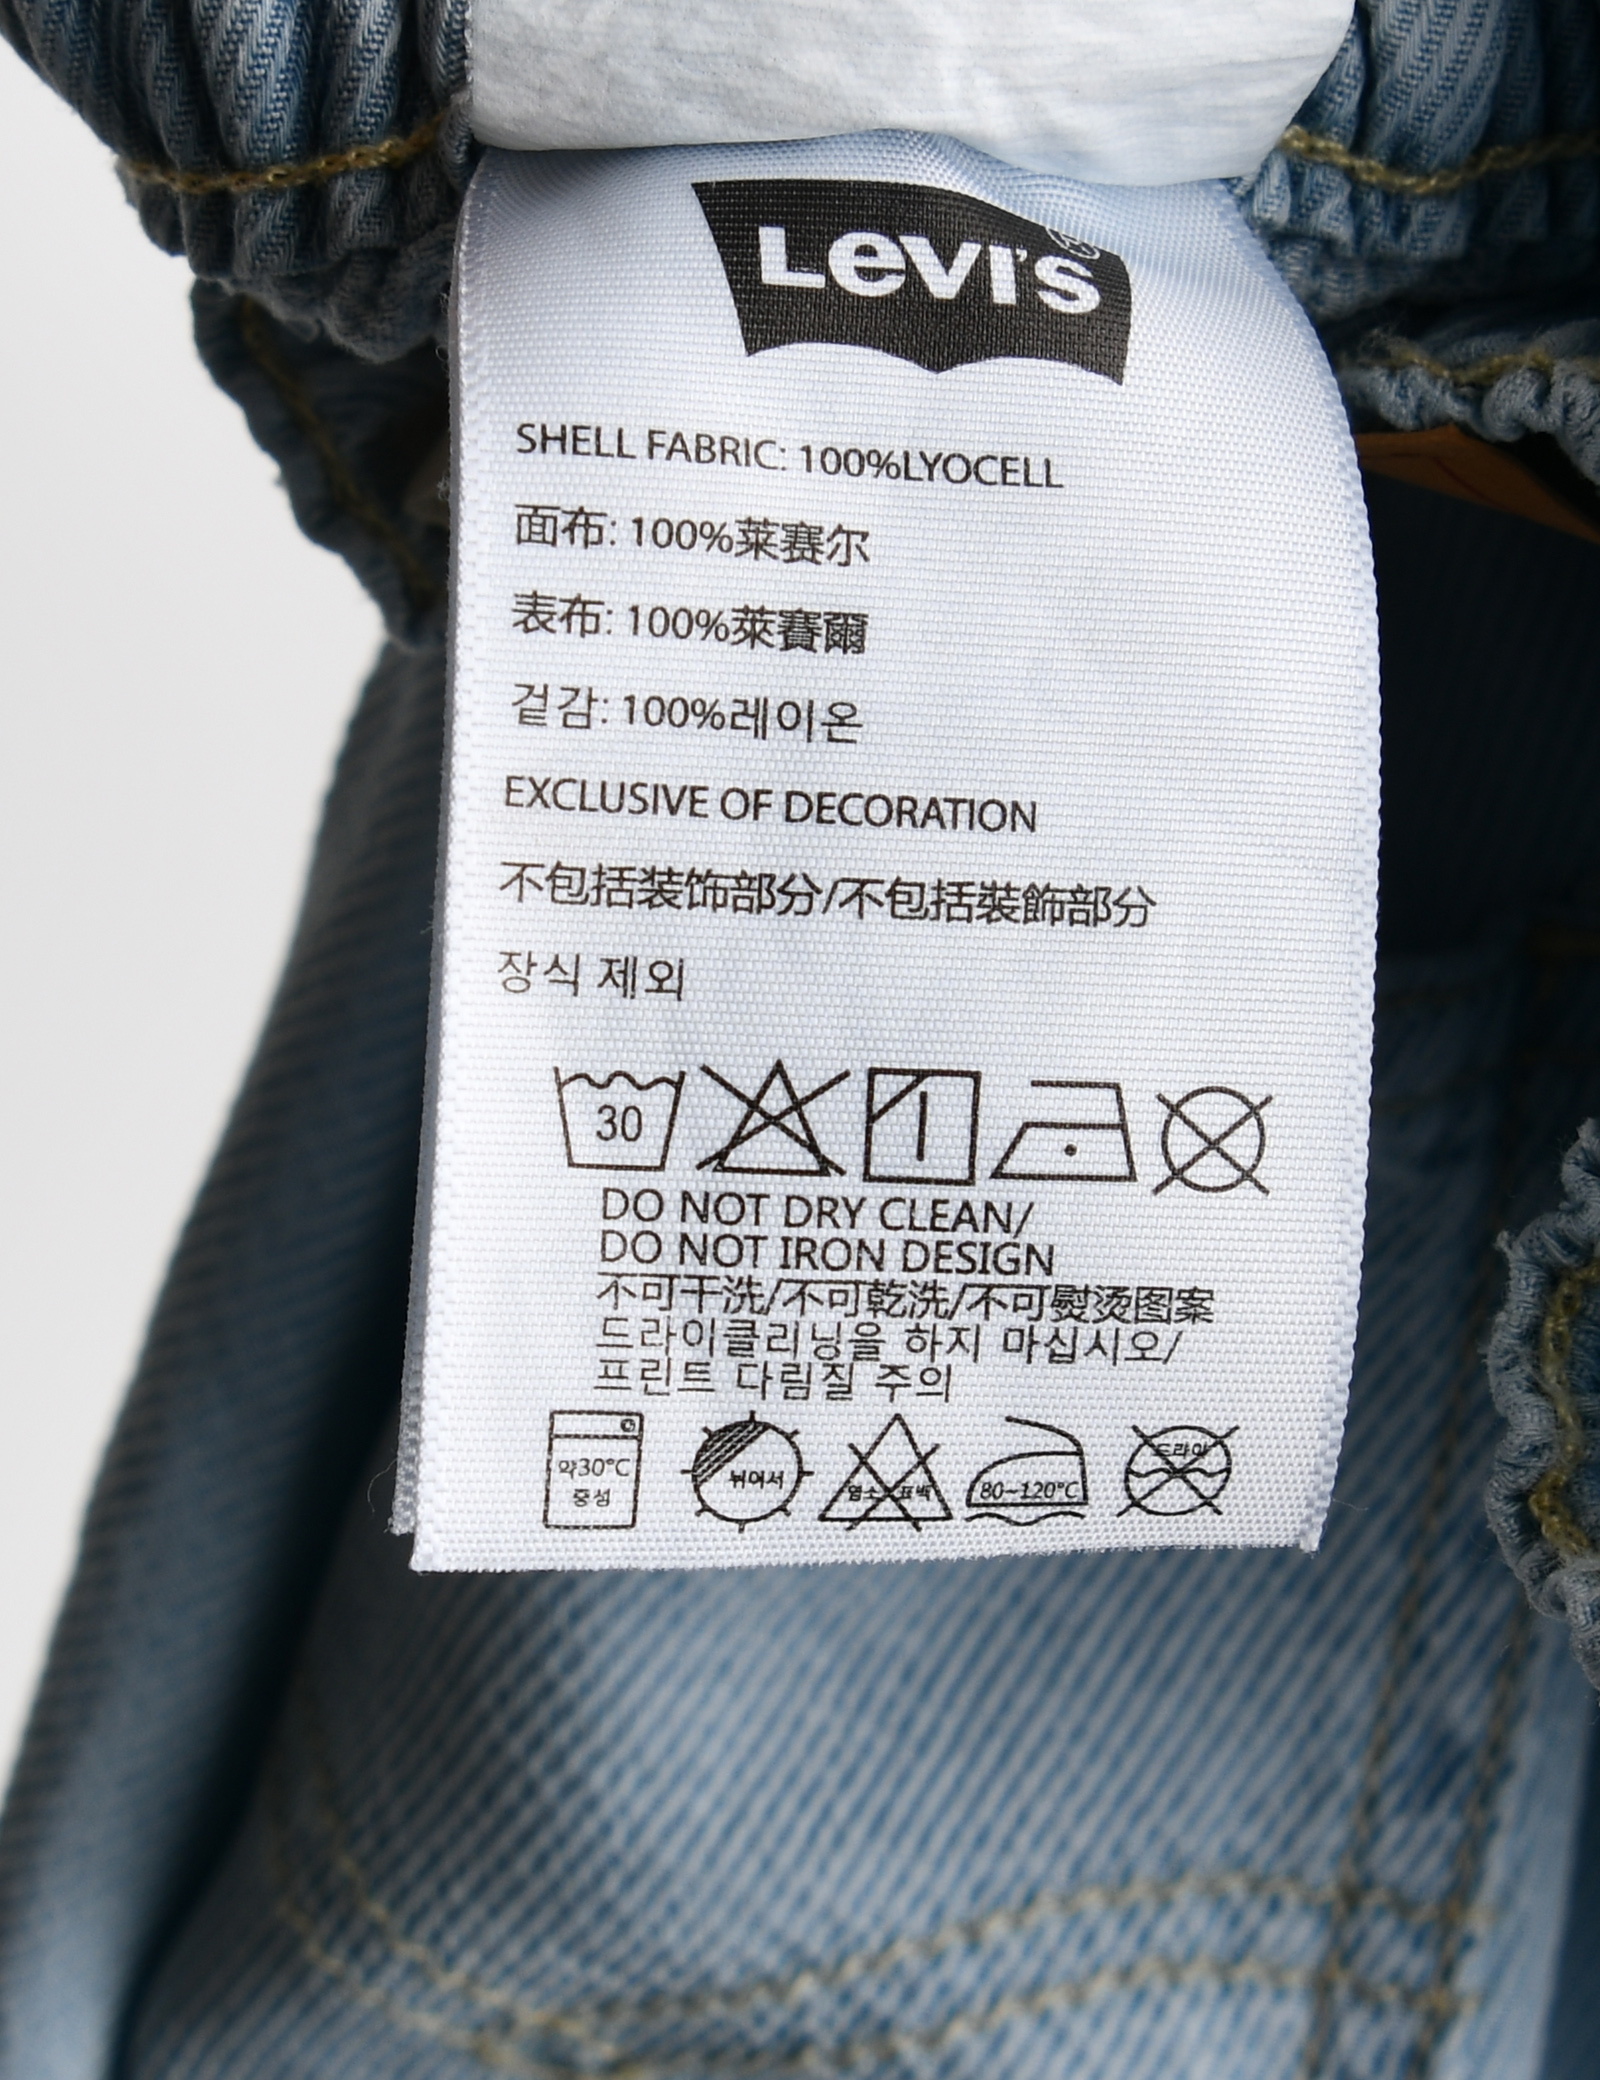 LEVI'S®
SHELL FABRIC: 100%LYOCELL
面布: 100%莱赛尔
表布: 100%萊賽爾
겉감: 100%레이온
EXCLUSIVE OF DECORATION
不包括装饰部分/不包括裝飾部分
장식 제외
30
DO NOT DRY CLEAN/
DO NOT IRON DESIGN
不可干洗/不可乾洗/不可熨烫图案
드라이클리닝을 하지 마십시오/
프린트 다림질 주의
약30°C 뉘어서 염소 표백 80~120°C 드라이
중성